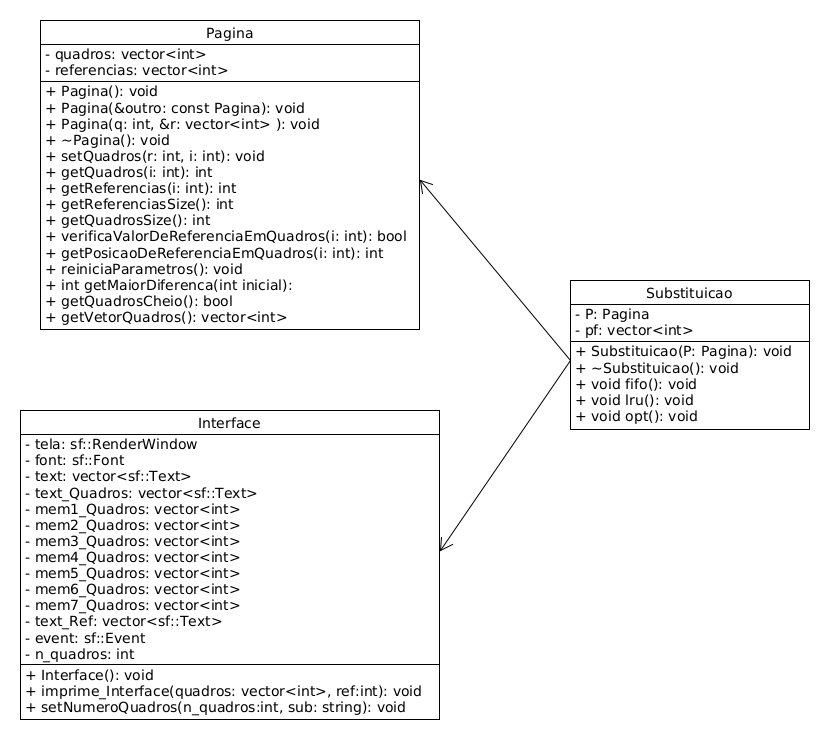 Pagina
- quadros: vector<int>
- referencias: vector<int>
+ Pagina(): void
+ Pagina(&outro: const Pagina): void
+ Pagina(q: int, &r: vector<int> ): void
+ ~Pagina(): void
+ setQuadros(r: int, i: int): void
+ getQuadros(i: int): int
+ getReferencias(i: int): int
+ getReferenciasSize(): int
+ getQuadrosSize(): int
+ verificaValorDeReferenciaEmQuadros(i: int): bool
+ getPosicaoDeReferenciaEmQuadros(i: int): int
+ reiniciaParametros(): void
+ int getMaiorDiferenca(int inicial):
+ getQuadrosCheio(): bool
+ getVetorQuadros(): vector<int>
Substituicao
- P: Pagina
- pf: vector<int>
+ Substituicao(P: Pagina): void
+ ~Substituicao(): void
+ void fifo(): void
+ void lru(): void
+ void opt(): void
Interface
- tela: sf::RenderWindow
- font: sf::Font
- text: vector<sf::Text>
- text_Quadros: vector<sf::Text>
- mem1_Quadros: vector<int>
- mem2_Quadros: vector<int>
- mem3_Quadros: vector<int>
- mem4_Quadros: vector<int>
- mem5_Quadros: vector<int>
- mem6_Quadros: vector<int>
- mem7_Quadros: vector<int>
- text_Ref: vector<sf::Text>
- event: sf::Event
- n_quadros: int
+ Interface(): void
+ imprime_Interface(quadros: vector<int>, ref:int): void
+ setNumeroQuadros(n_quadros:int, sub: string): void